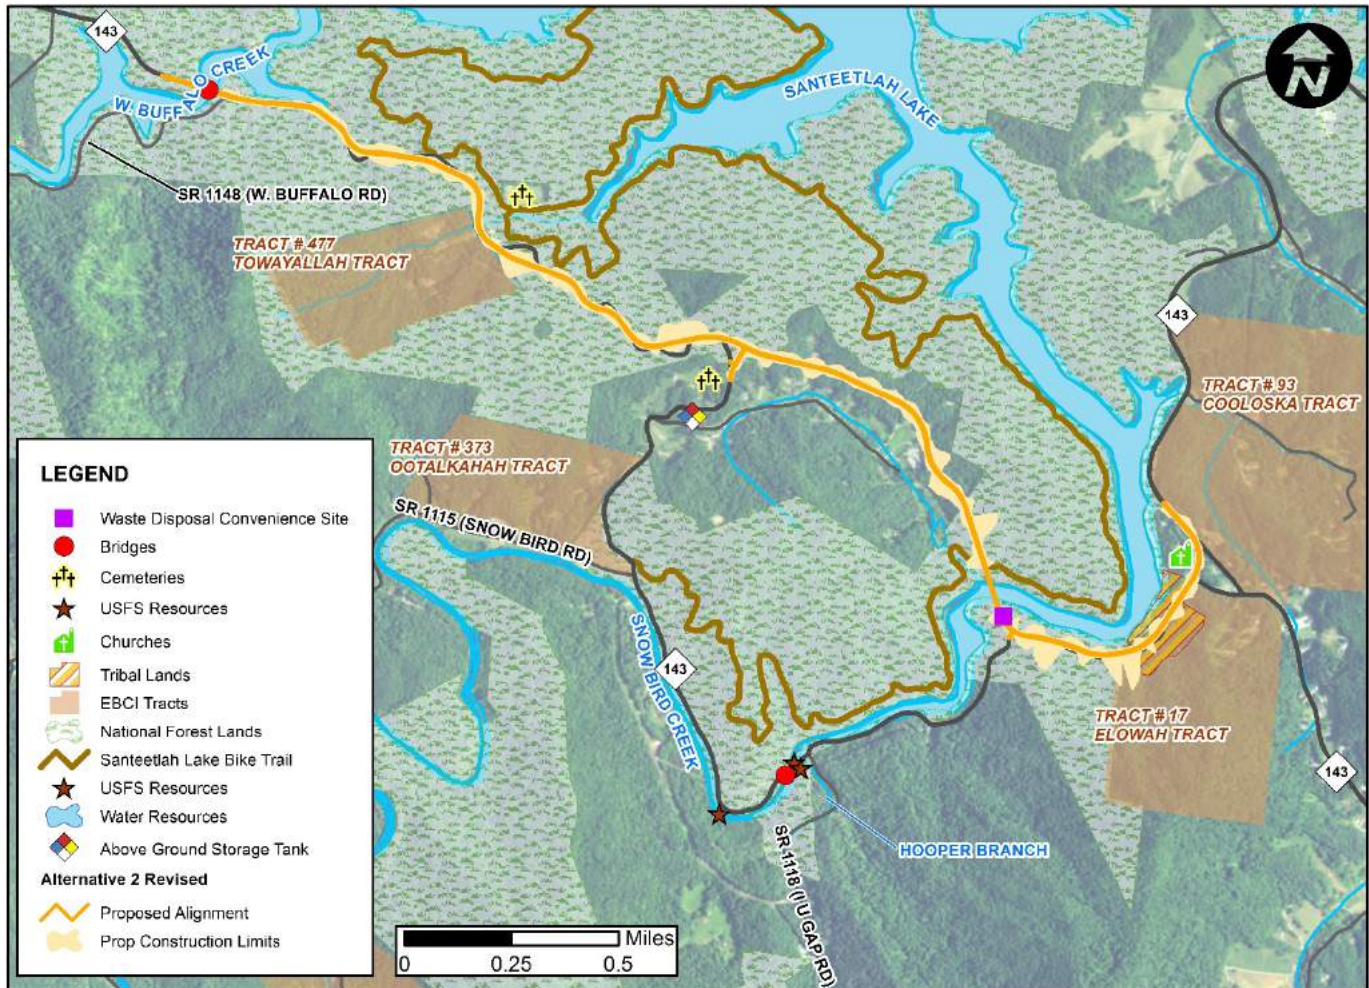 143
W. BUFFALO CREEK
SANTEETLAH LAKE
N
SR 1148 (W. BUFFALO RD)
TRACT # 477
TOWAYALLAH TRACT
143
TRACT # 93
COOLOSKA TRACT
TRACT # 373
OOTALKAHAH TRACT
SR 1115 (SNOW BIRD RD)
SNOW BIRD CREEK
143
TRACT # 17
ELOWAH TRACT
143
HOOPER BRANCH
SR 1118 (I U GAP RD)
LEGEND
Waste Disposal Convenience Site
Bridges
Cemeteries
USFS Resources
Churches
Tribal Lands
EBCI Tracts
National Forest Lands
Santeetlah Lake Bike Trail
USFS Resources
Water Resources
Above Ground Storage Tank
Alternative 2 Revised
Proposed Alignment
Prop Construction Limits
Miles
0 0.25 0.5